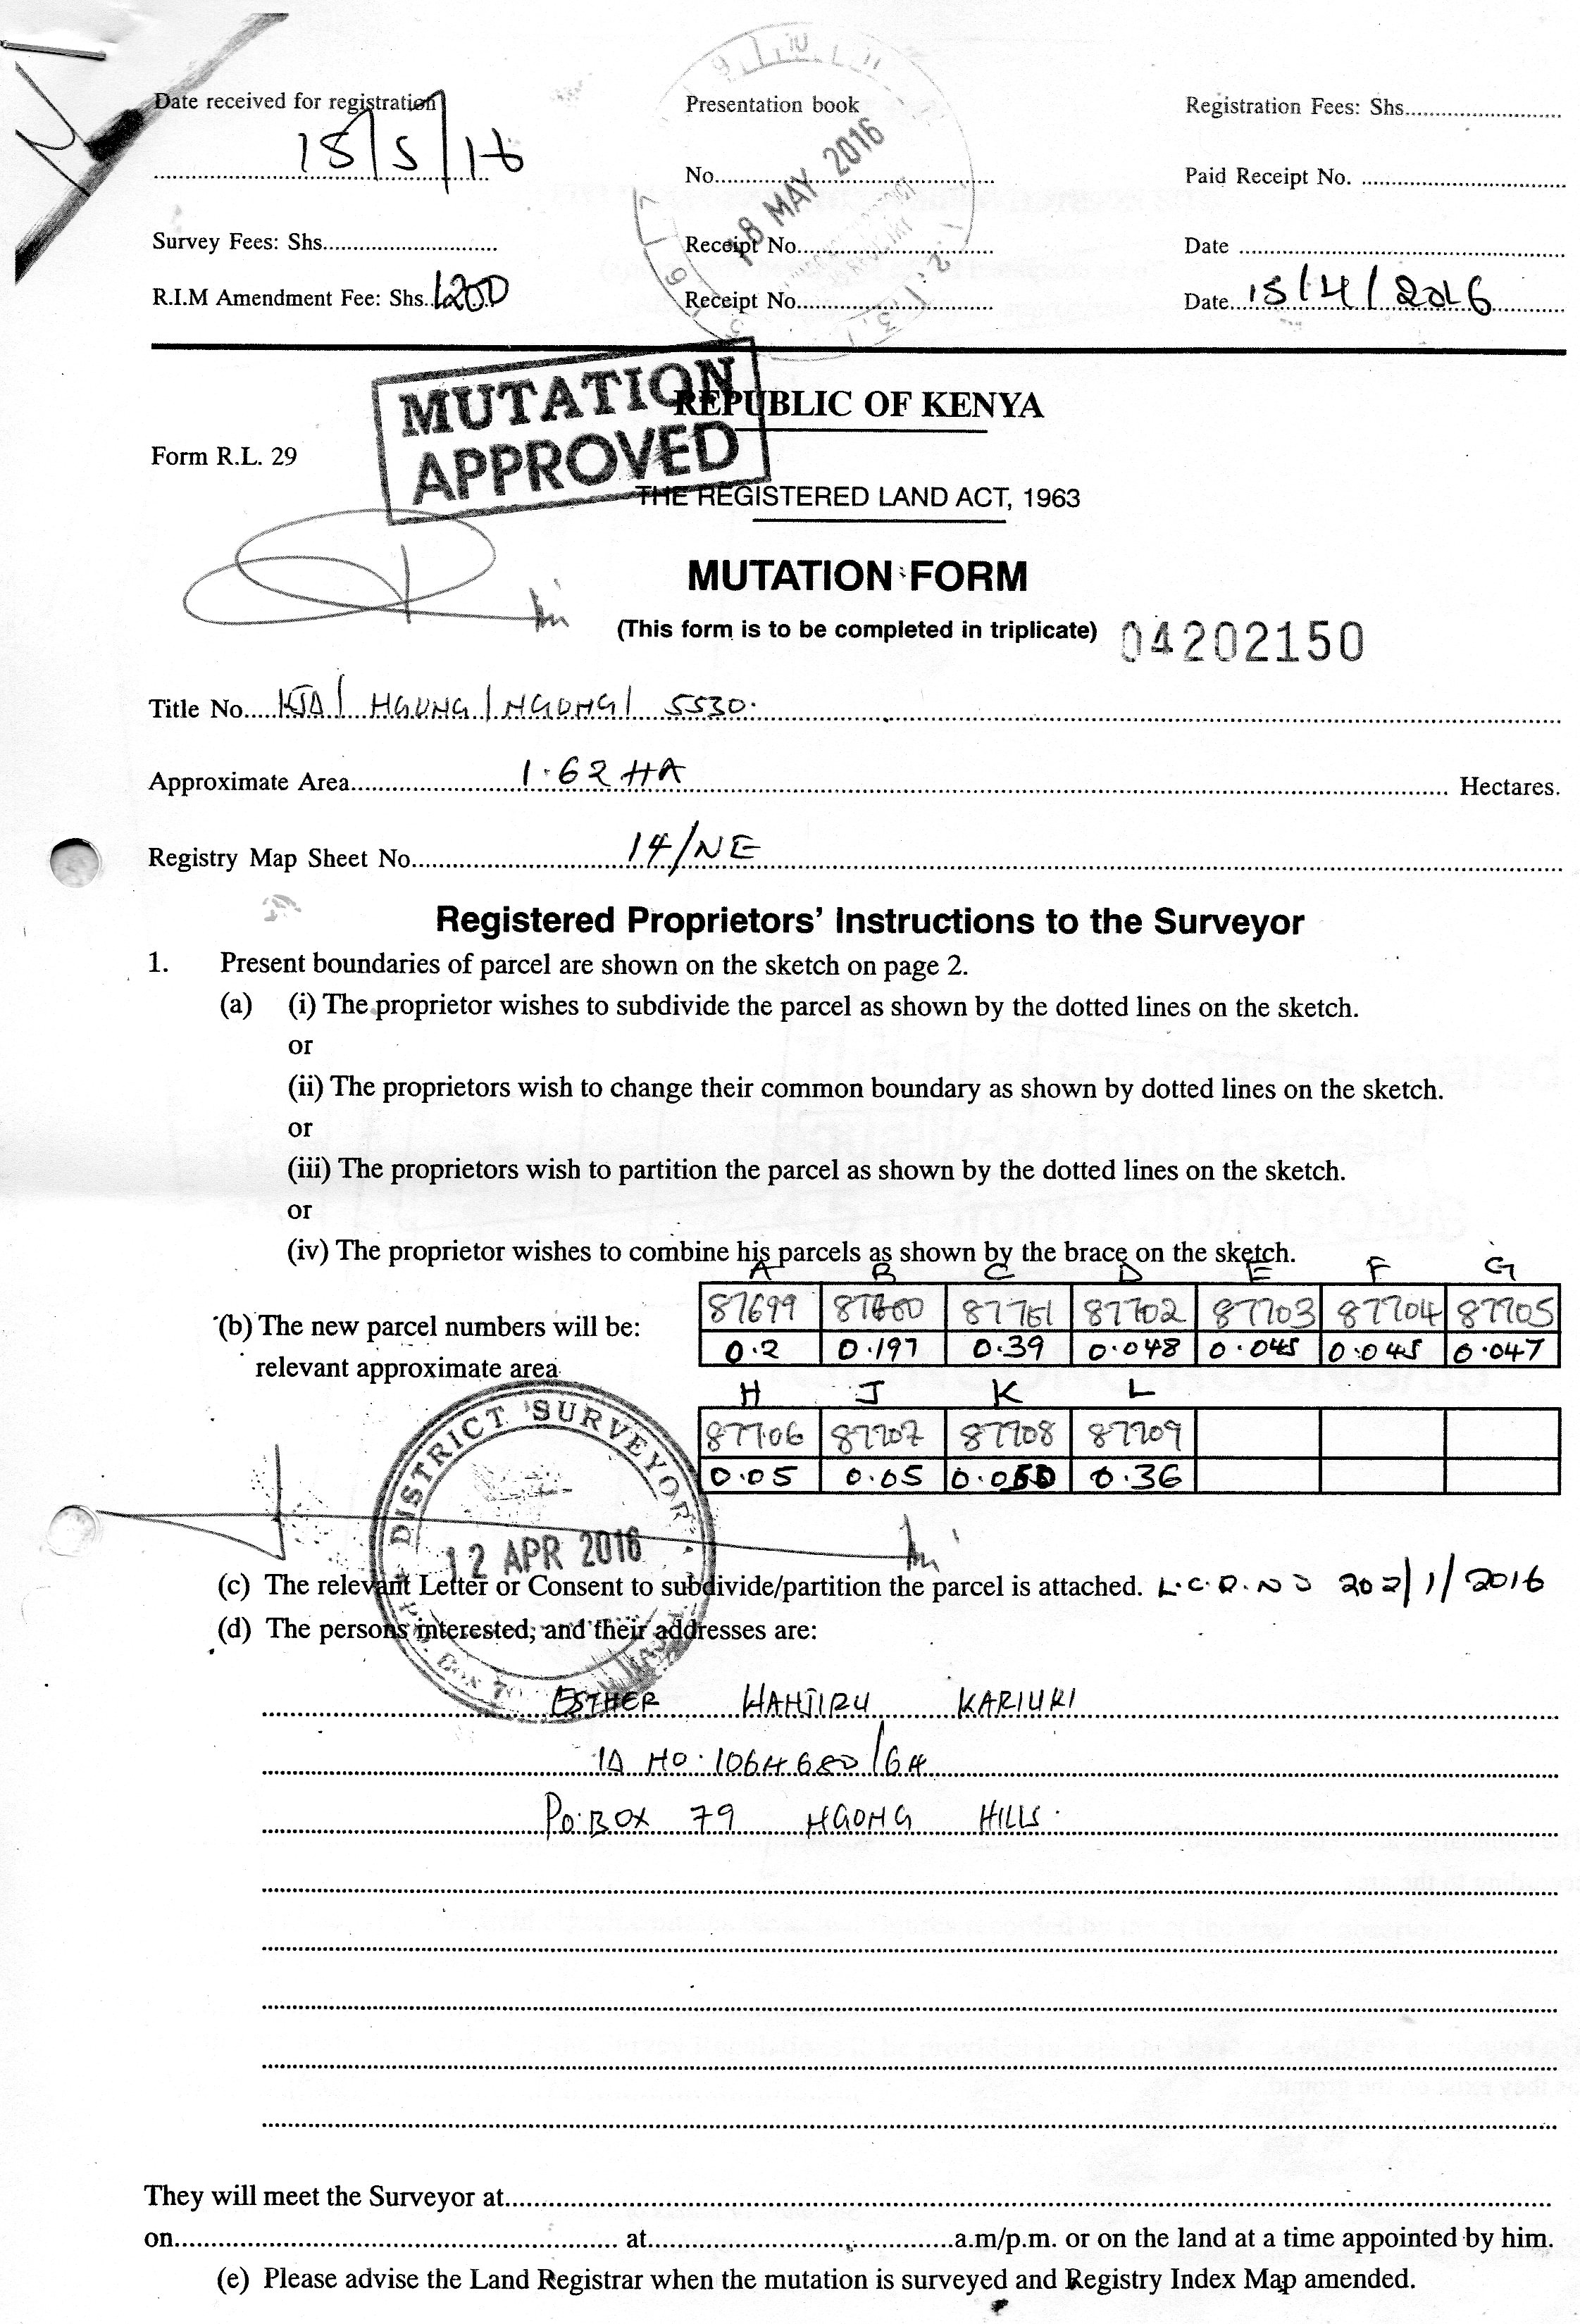 Date received for registration
18/5/16
Presentation book
Registration Fees: Shs.
No.
18 MAY 2016
Paid Receipt No.
Survey Fees: Shs.
Receipt No.
Date
R.I.M Amendment Fee: Shs. 1200
Receipt No.
Date 15/4/2016
MUTATION APPROVED
REPUBLIC OF KENYA
Form R.L. 29
THE REGISTERED LAND ACT, 1963
MUTATION FORM
(This form is to be completed in triplicate) 04202150
Title No. KJD/ NGONG/NGONG/ 5530.
Approximate Area 1.62 HA Hectares.
Registry Map Sheet No. 14/NE
Registered Proprietors' Instructions to the Surveyor
1. Present boundaries of parcel are shown on the sketch on page 2.
(a) (i) The proprietor wishes to subdivide the parcel as shown by the dotted lines on the sketch.
or
(ii) The proprietors wish to change their common boundary as shown by dotted lines on the sketch.
or
(iii) The proprietors wish to partition the parcel as shown by the dotted lines on the sketch.
or
(iv) The proprietor wishes to combine his parcels as shown by the brace on the sketch.
A B C D E F G
(b) The new parcel numbers will be: 87699 87700 87701 87702 87703 87704 87705
relevant approximate area 0.2 0.197 0.39 0.048 0.045 0.045 0.047
H J K L
87706 87707 87708 87709
0.05 0.05 0.050 0.36
DISTRICT SURVEYOR
12 APR 2016
(c) The relevant Letter or Consent to subdivide/partition the parcel is attached. 202/1/2016
(d) The persons interested; and their addresses are:
ESTHER WANJIRU KARIUKI
ID NO. 1064680/64
P.O. BOX 79 NGONG HILLS.
They will meet the Surveyor at
on at a.m/p.m. or on the land at a time appointed by him.
(e) Please advise the Land Registrar when the mutation is surveyed and Registry Index Map amended.